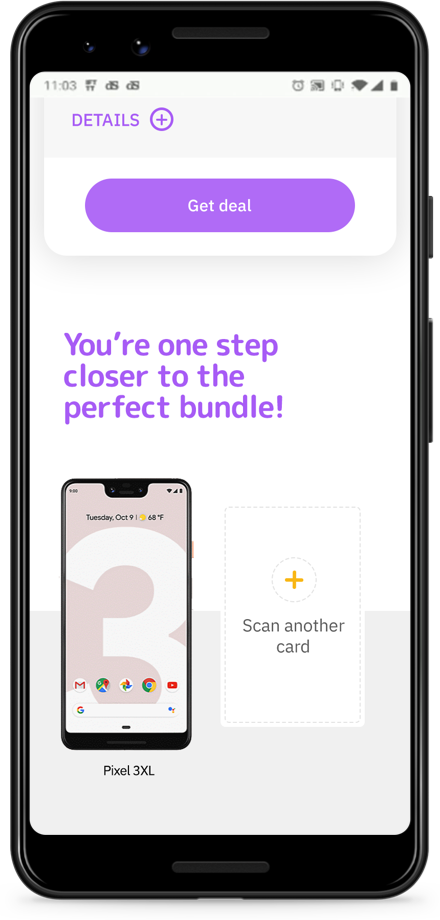 11:03
DETAILS
Get deal
You're one step
closer to the
perfect bundle!
9:00
Tuesday, Oct 9 | 68 °F
3
Scan another
card
Pixel 3XL